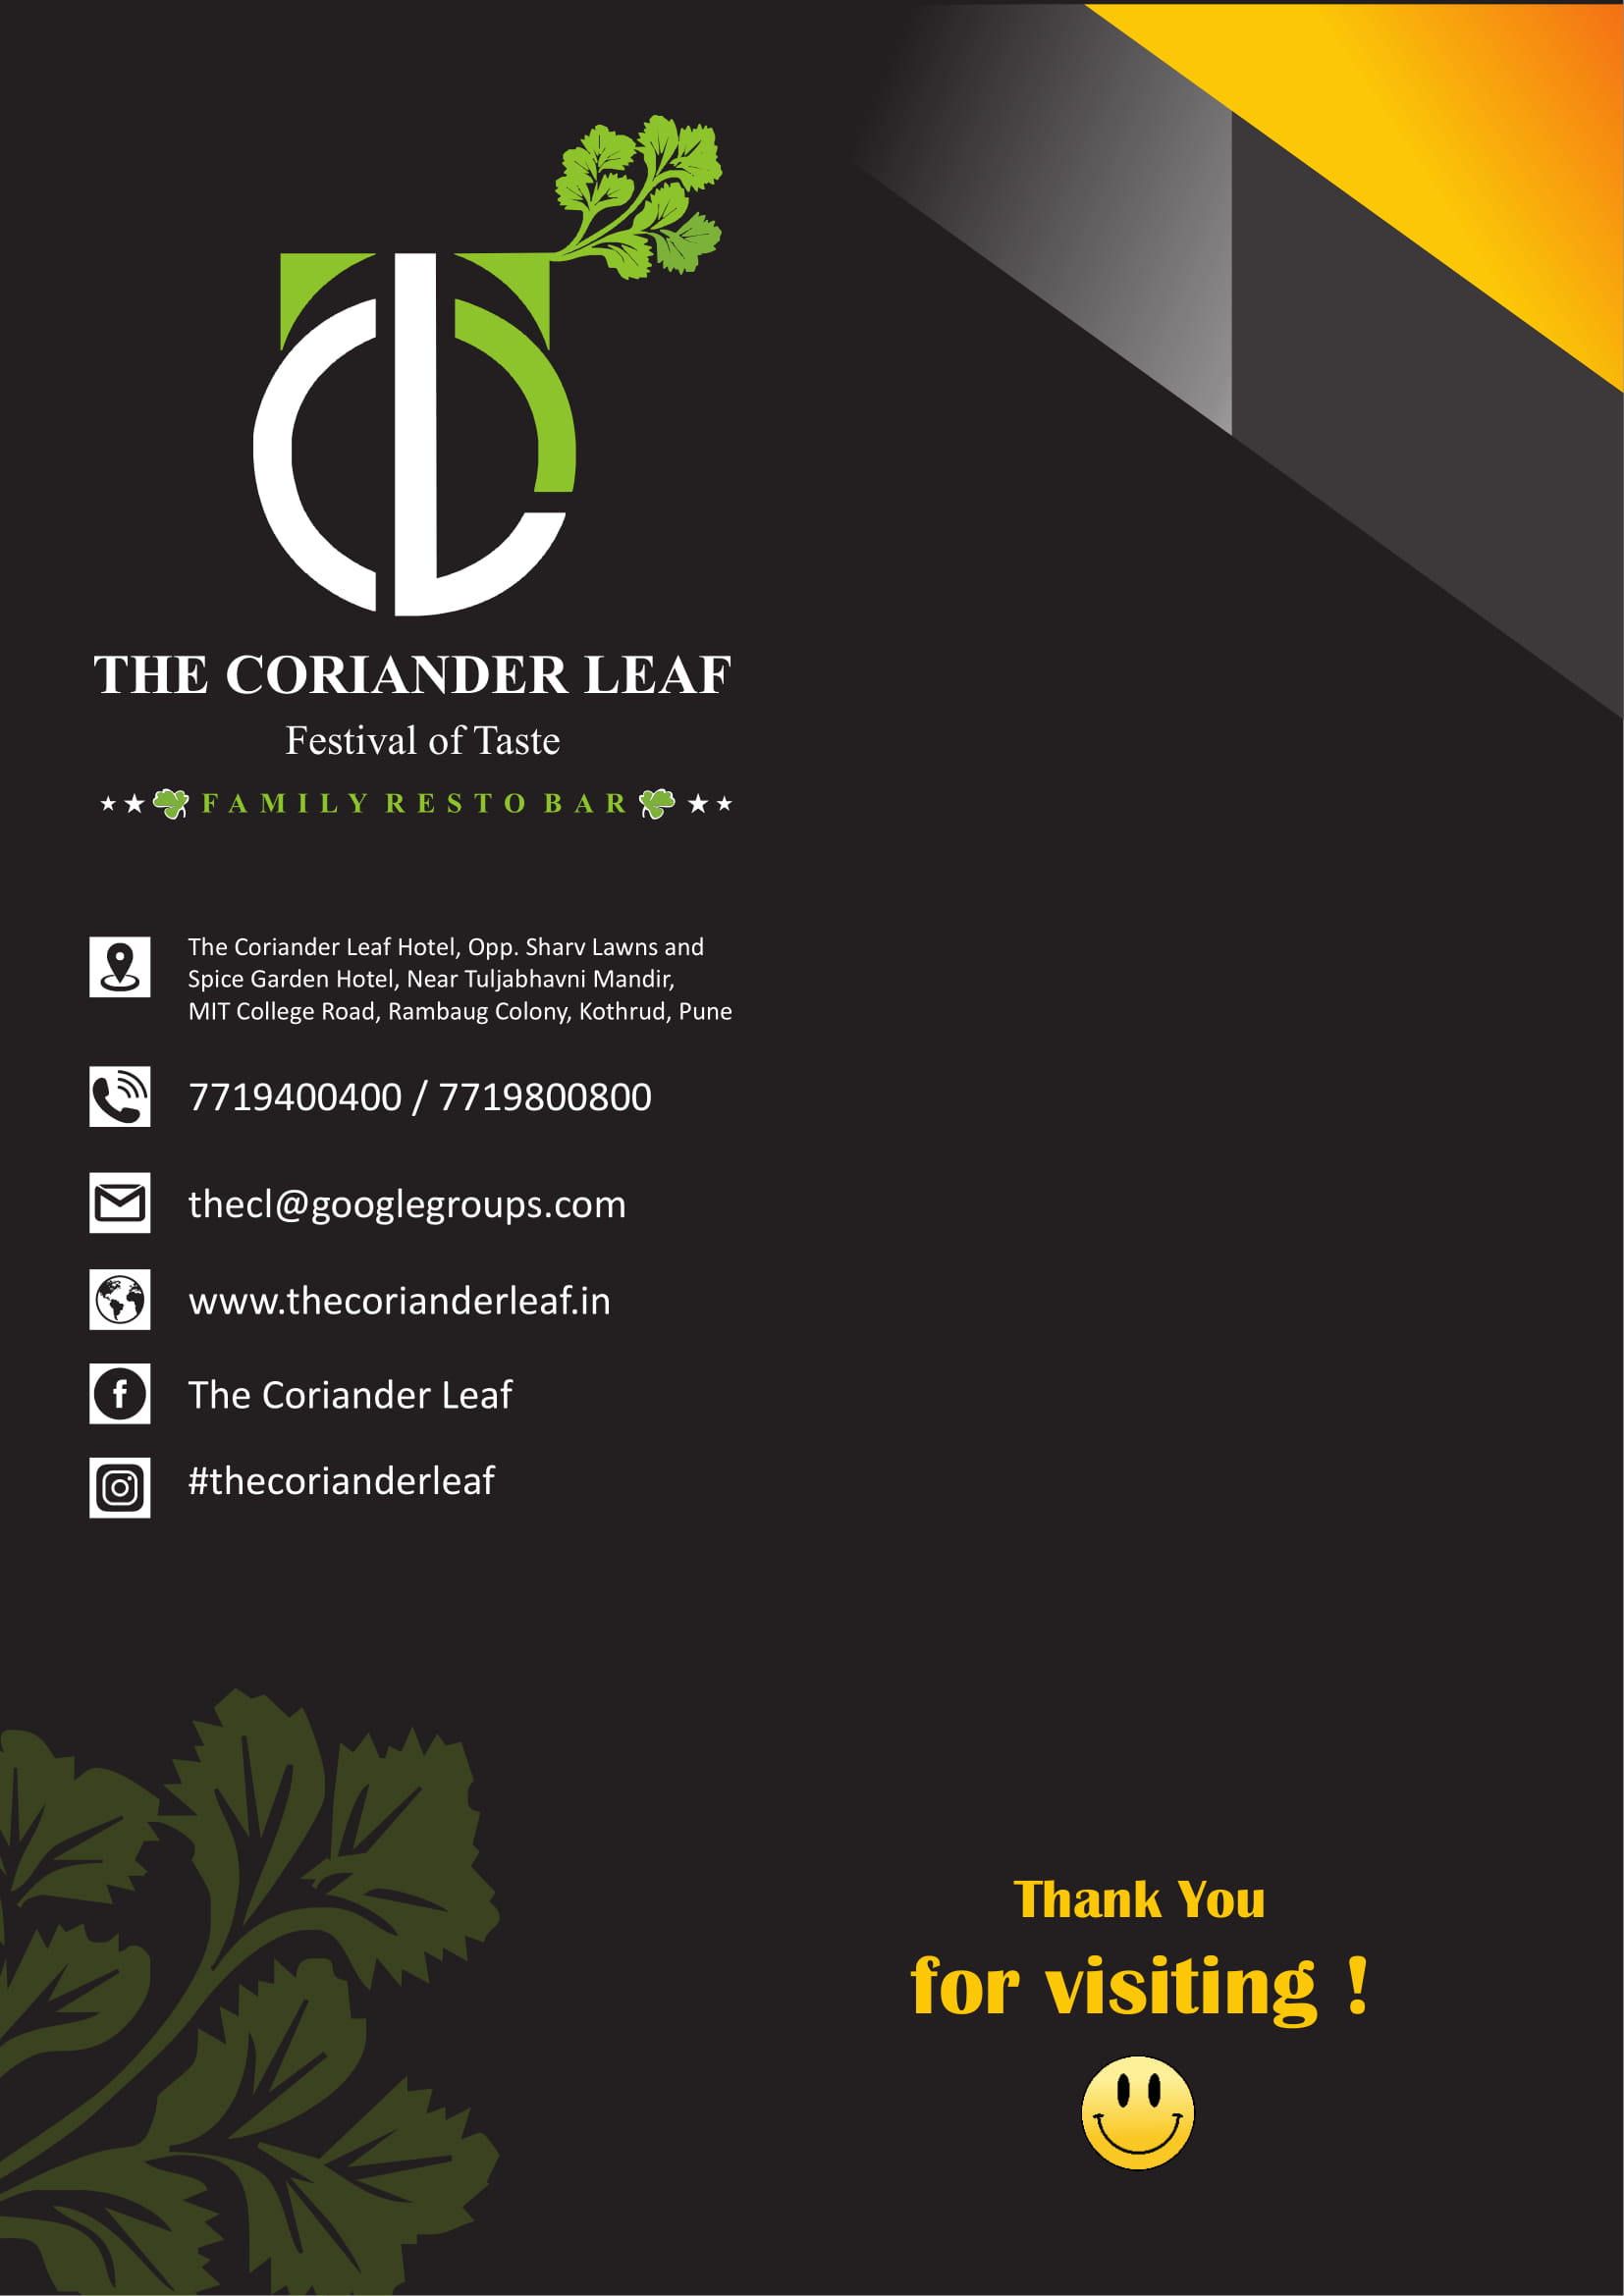 THE CORIANDER LEAF
Festival of Taste
FAMILY RESTO BAR
The Coriander Leaf Hotel, Opp. Sharv Lawns and
Spice Garden Hotel, Near Tuljabhavni Mandir,
MIT College Road, Rambaug Colony, Kothrud, Pune
7719400400 / 7719800800
thecl@googlegroups.com
www.thecorianderleaf.in
The Coriander Leaf
#thecorianderleaf
Thank You
for visiting !